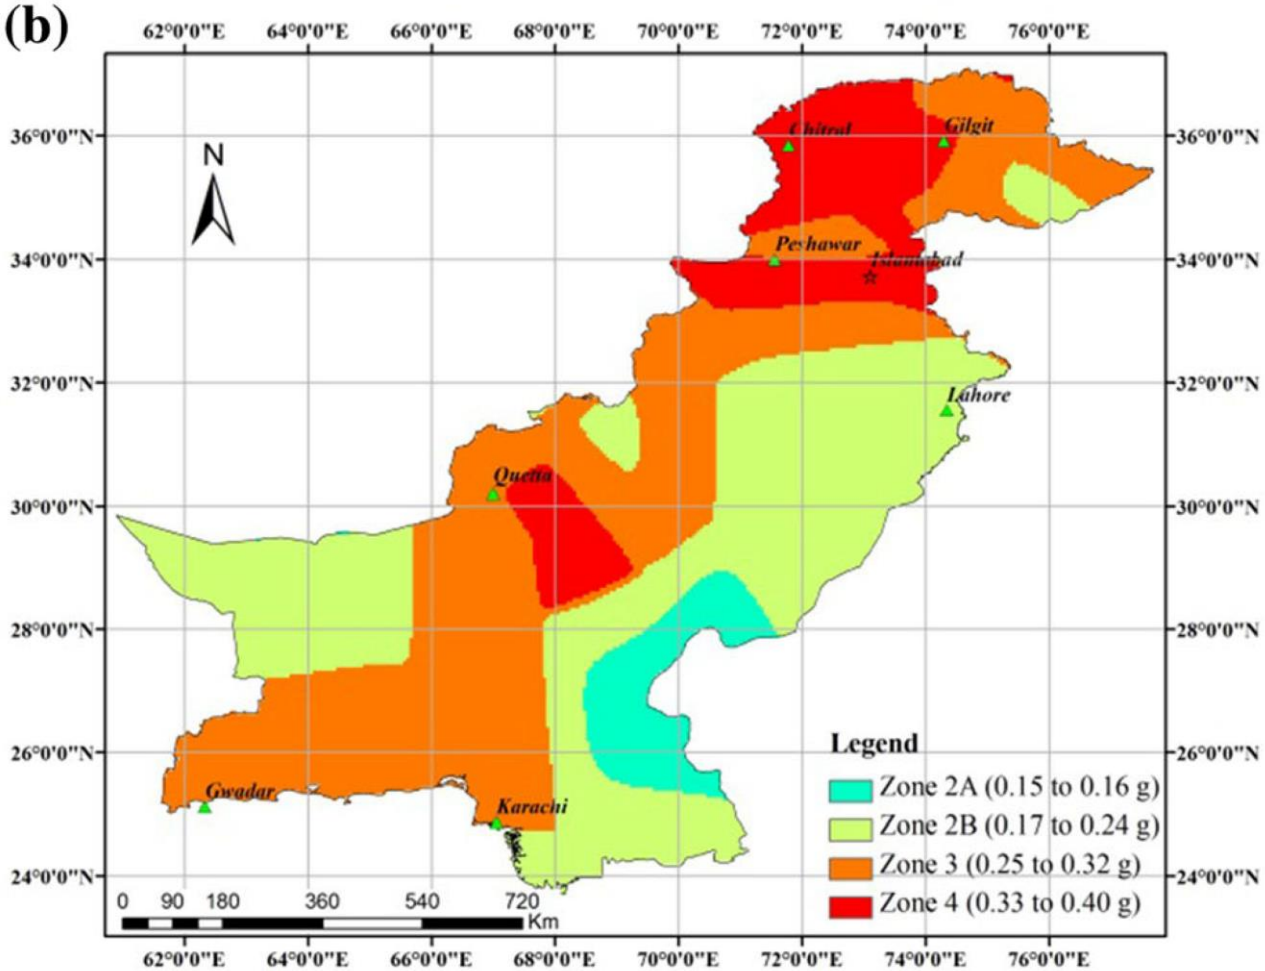 (b)
62°0'0"E 64°0'0"E 66°0'0"E 68°0'0"E 70°0'0"E 72°0'0"E 74°0'0"E 76°0'0"E
36°0'0"N
Chitral
Gilgit
36°0'0"N
N
34°0'0"N
Peshawar
Islamabad
34°0'0"N
32°0'0"N
32°0'0"N
Lahore
Quetta
30°0'0"N
30°0'0"N
28°0'0"N
28°0'0"N
26°0'0"N
26°0'0"N
Legend
Gwadar
Karachi
Zone 2A (0.15 to 0.16 g)
Zone 2B (0.17 to 0.24 g)
Zone 3 (0.25 to 0.32 g)
Zone 4 (0.33 to 0.40 g)
24°0'0"N
24°0'0"N
0 90 180 360 540 720
Km
62°0'0"E 64°0'0"E 66°0'0"E 68°0'0"E 70°0'0"E 72°0'0"E 74°0'0"E 76°0'0"E